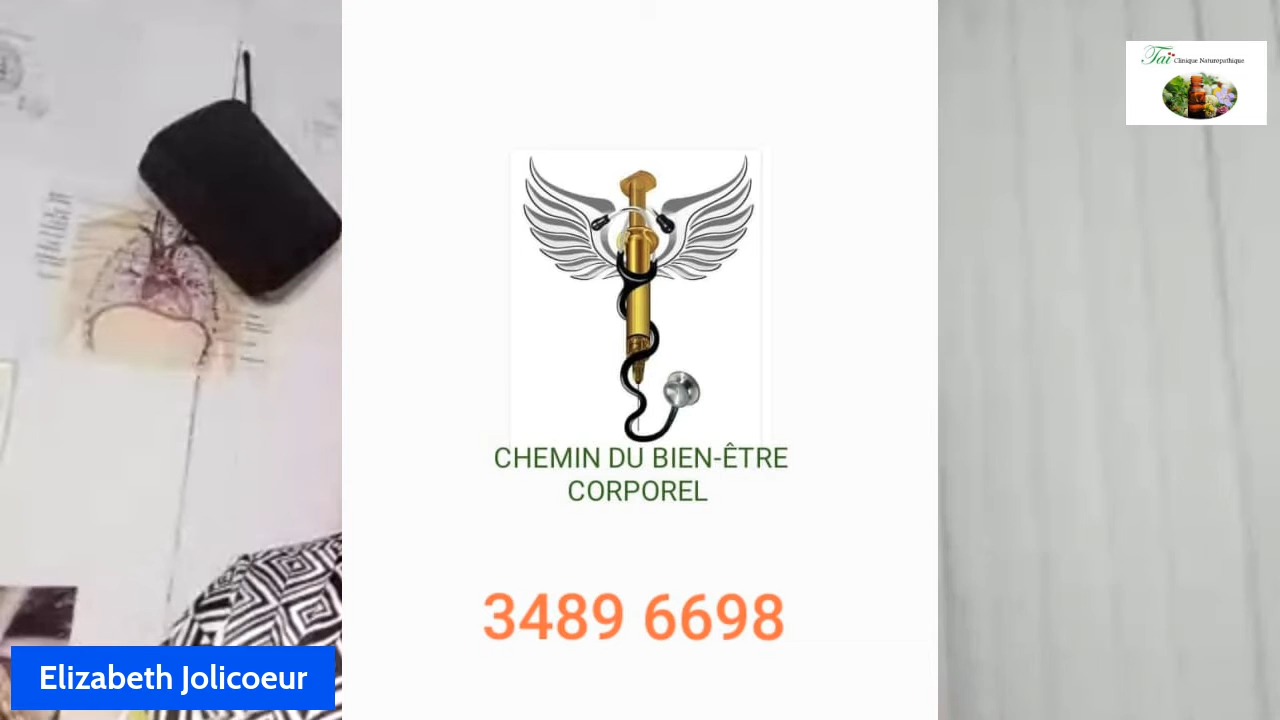 Taï Clinique Naturopathique
CHEMIN DU BIEN-ÊTRE
CORPOREL
3489 6698
Elizabeth Jolicoeur